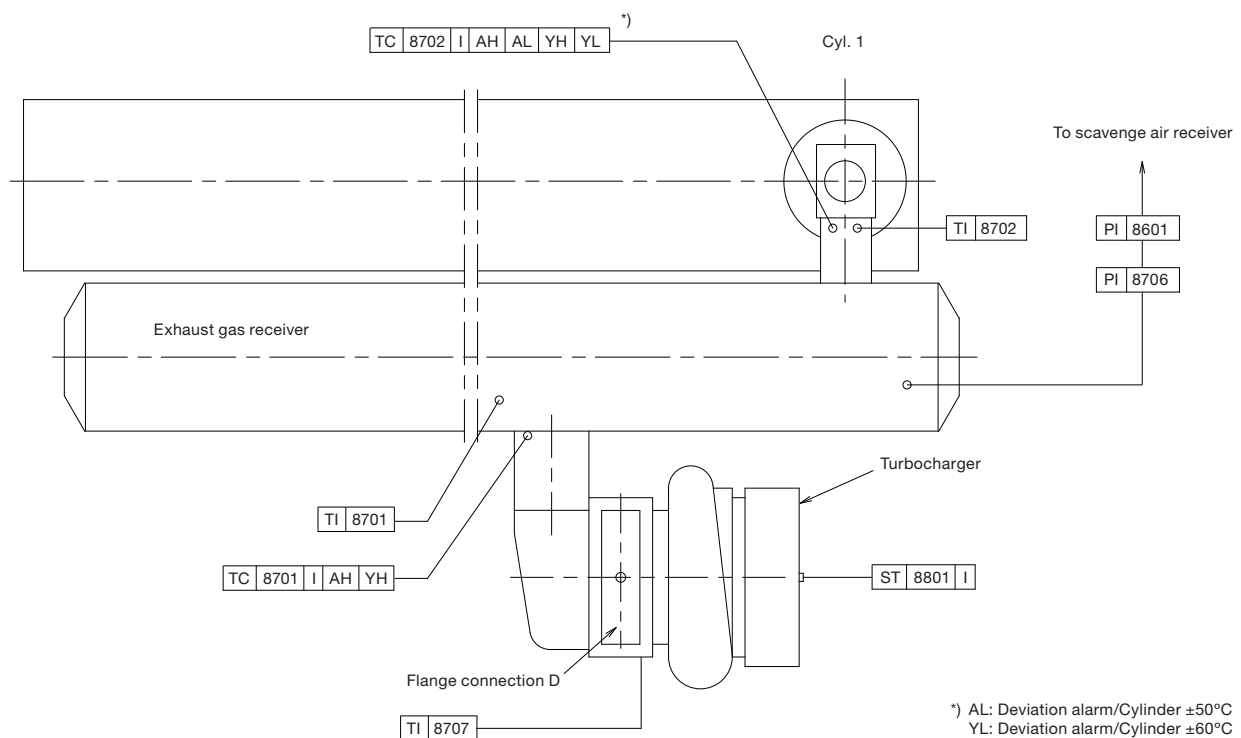 *)
TC 8702 I AH AL YH YL
Cyl. 1
To scavenge air receiver
TI 8702
PI 8601
PI 8706
Exhaust gas receiver
Turbocharger
TI 8701
TC 8701 I AH YH
ST 8801 I
Flange connection D
TI 8707
*) AL: Deviation alarm/Cylinder ±50°C
YL: Deviation alarm/Cylinder ±60°C